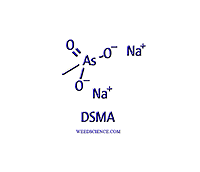 O
As O⁻ Na⁺
O⁻
Na⁺
DSMA
WEEDSCIENCE.COM